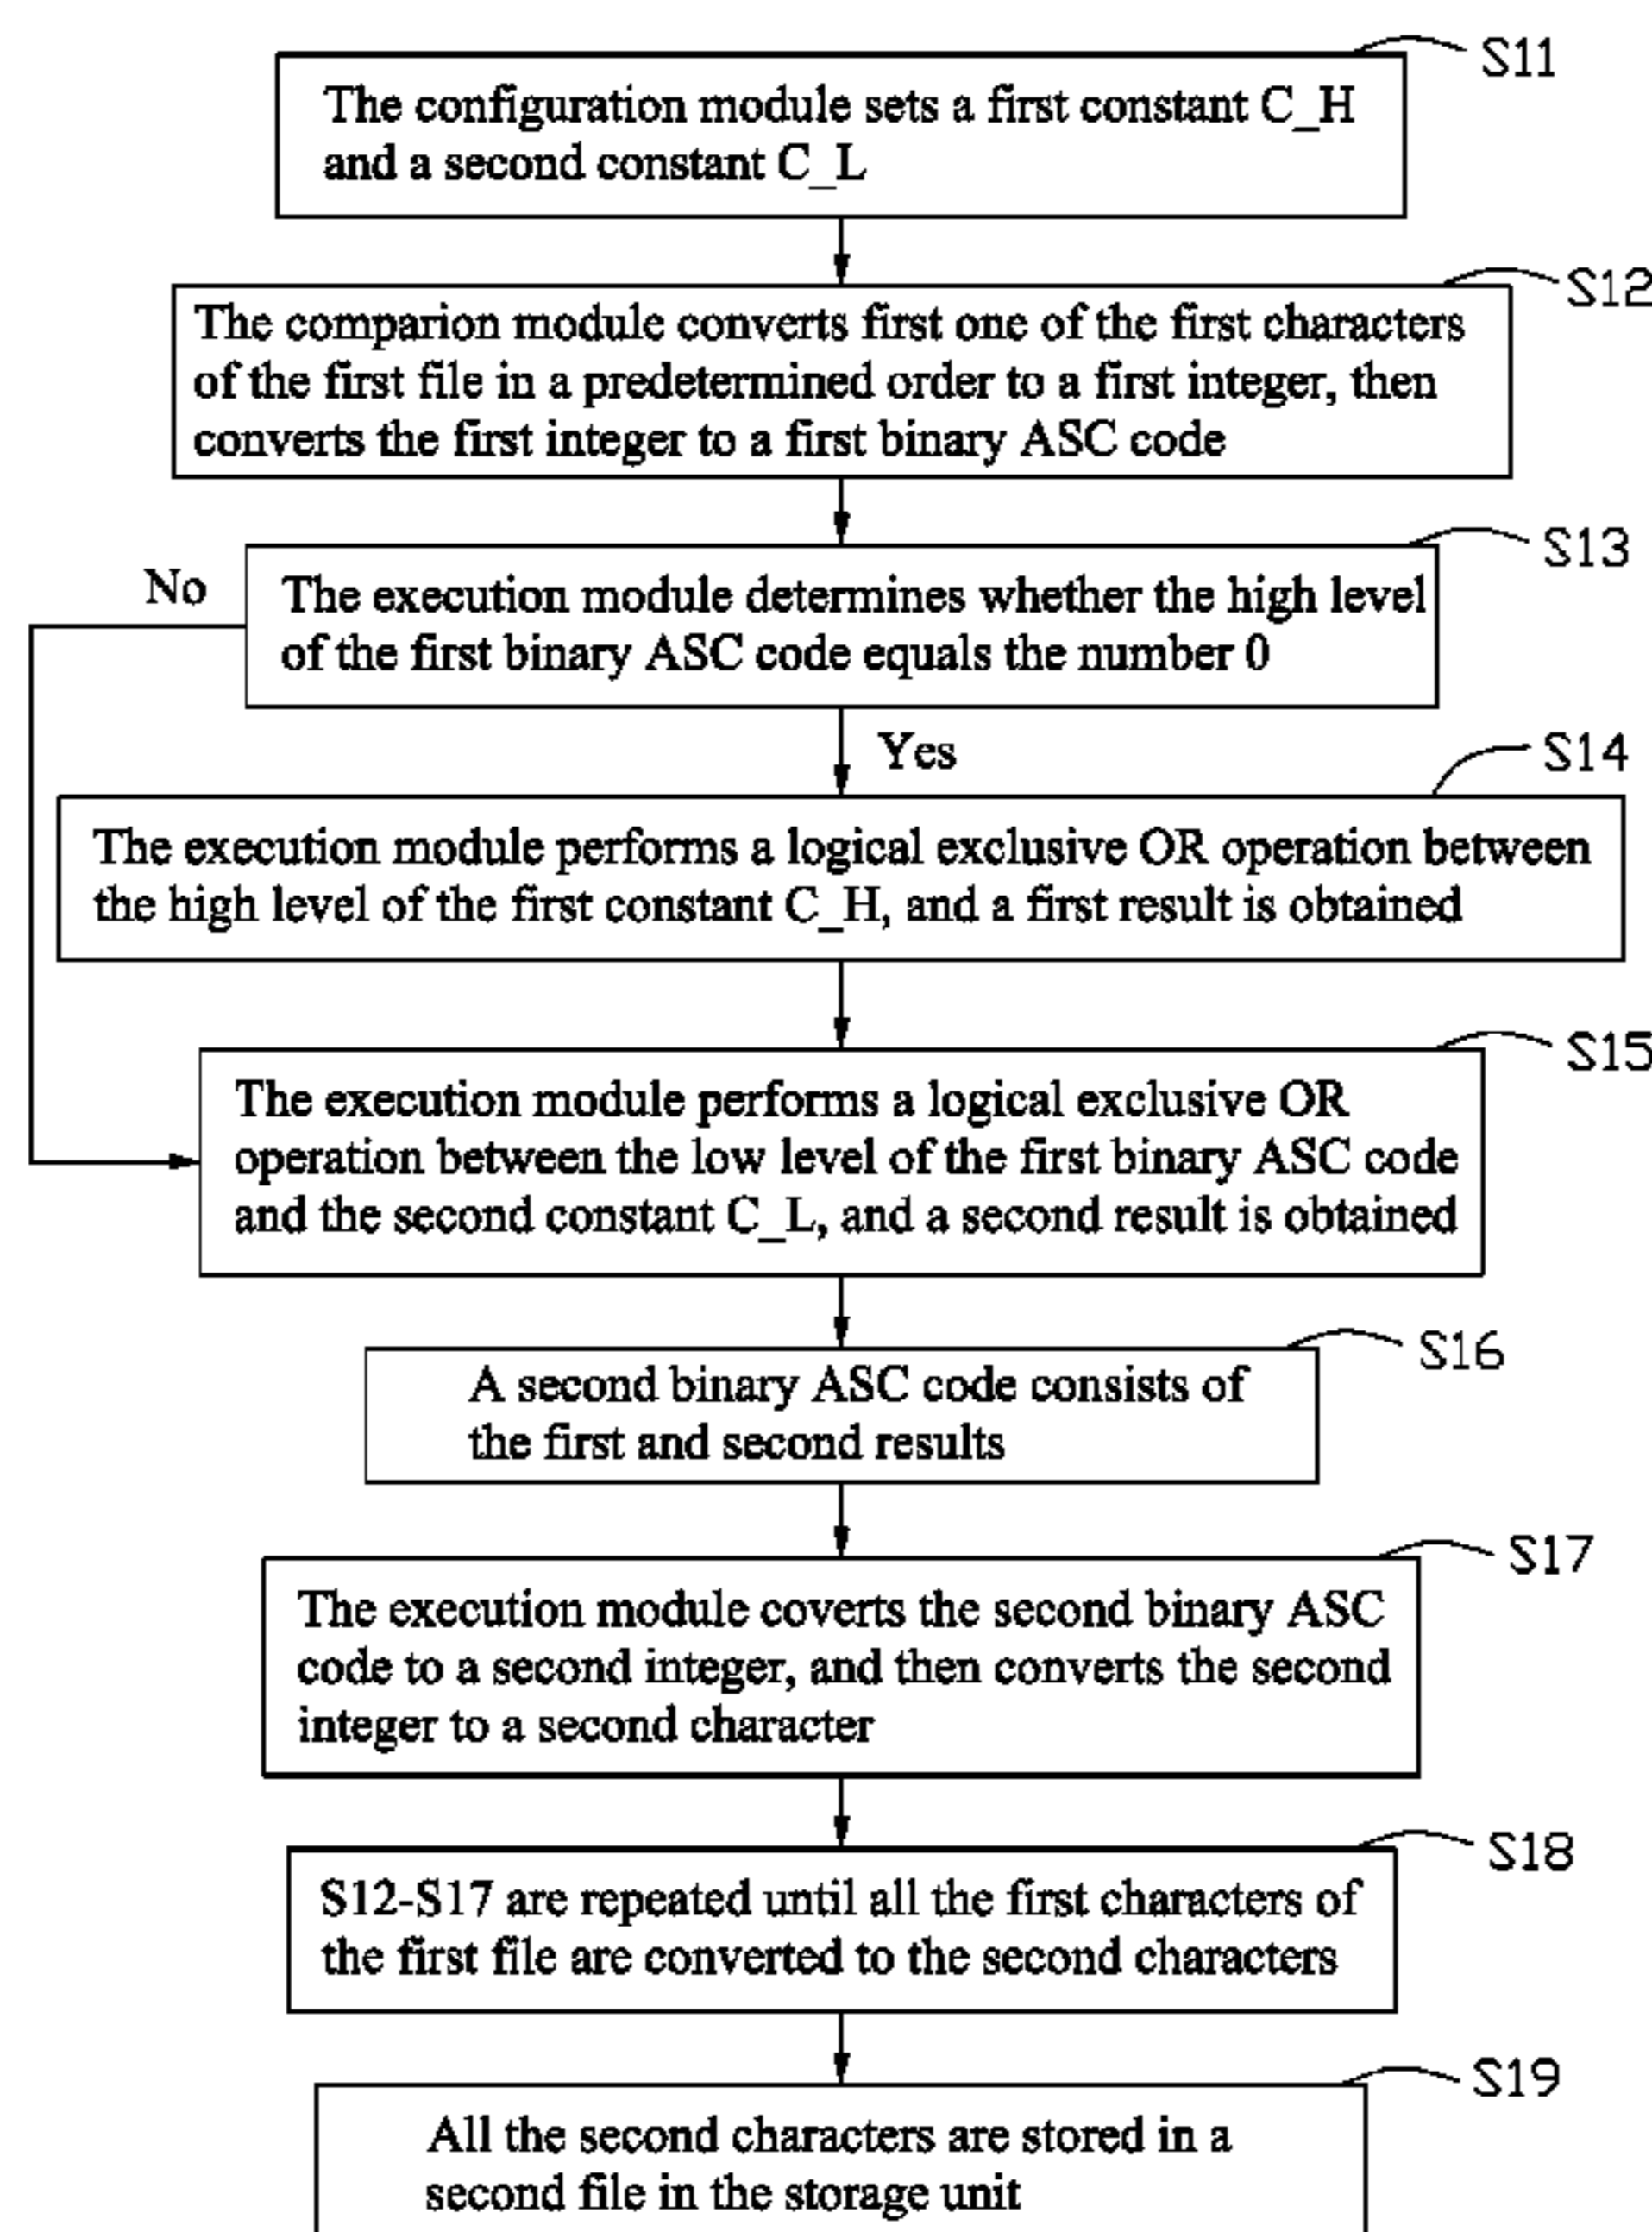 S11
The configuration module sets a first constant C_H
and a second constant C_L
S12
The comparion module converts first one of the first characters
of the first file in a predetermined order to a first integer, then
converts the first integer to a first binary ASC code
S13
No
The execution module determines whether the high level
of the first binary ASC code equals the number 0
Yes
S14
The execution module performs a logical exclusive OR operation between
the high level of the first constant C_H, and a first result is obtained
S15
The execution module performs a logical exclusive OR
operation between the low level of the first binary ASC code
and the second constant C_L, and a second result is obtained
S16
A second binary ASC code consists of
the first and second results
S17
The execution module coverts the second binary ASC
code to a second integer, and then converts the second
integer to a second character
S18
S12-S17 are repeated until all the first characters of
the first file are converted to the second characters
S19
All the second characters are stored in a
second file in the storage unit